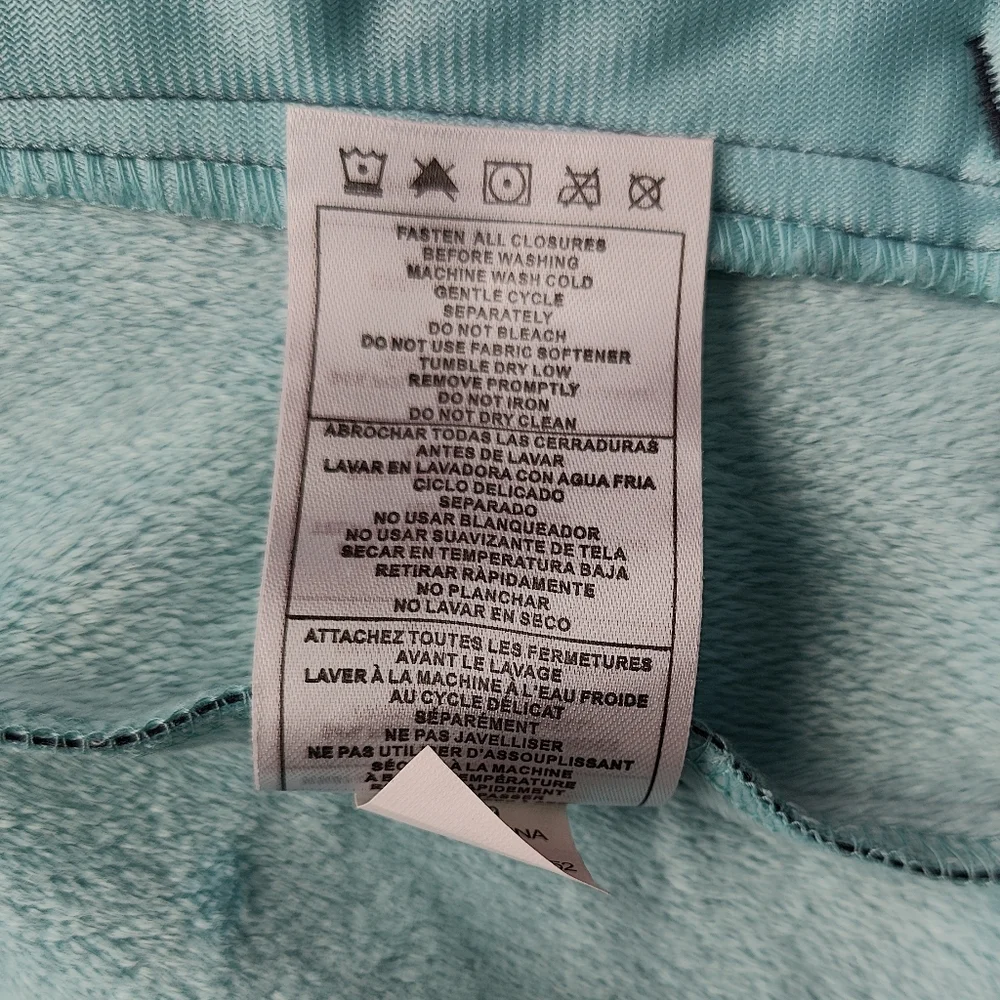 FASTEN ALL CLOSURES
BEFORE WASHING
MACHINE WASH COLD
GENTLE CYCLE
SEPARATELY
DO NOT BLEACH
DO NOT USE FABRIC SOFTENER
TUMBLE DRY LOW
REMOVE PROMPTLY
DO NOT IRON
DO NOT DRY CLEAN
ABROCHAR TODAS LAS CERRADURAS
ANTES DE LAVAR
LAVAR EN LAVADORA CON AGUA FRIA
CICLO DELICADO
SEPARADO
NO USAR BLANQUEADOR
NO USAR SUAVIZANTE DE TELA
SECAR EN TEMPERATURA BAJA
RETIRAR RÀPIDAMENTE
NO PLANCHAR
NO LAVAR EN SECO
ATTACHEZ TOUTES LES FERMETURES
AVANT LE LAVAGE
LAVER À LA MACHINE À L'EAU FROIDE
AU CYCLE DÉLICAT
SÉPARÉMENT
NE PAS JAVELLISER
NE PAS D'ASSOUPLISSANT
À LA MACHINE
À TEMPÉRATURE